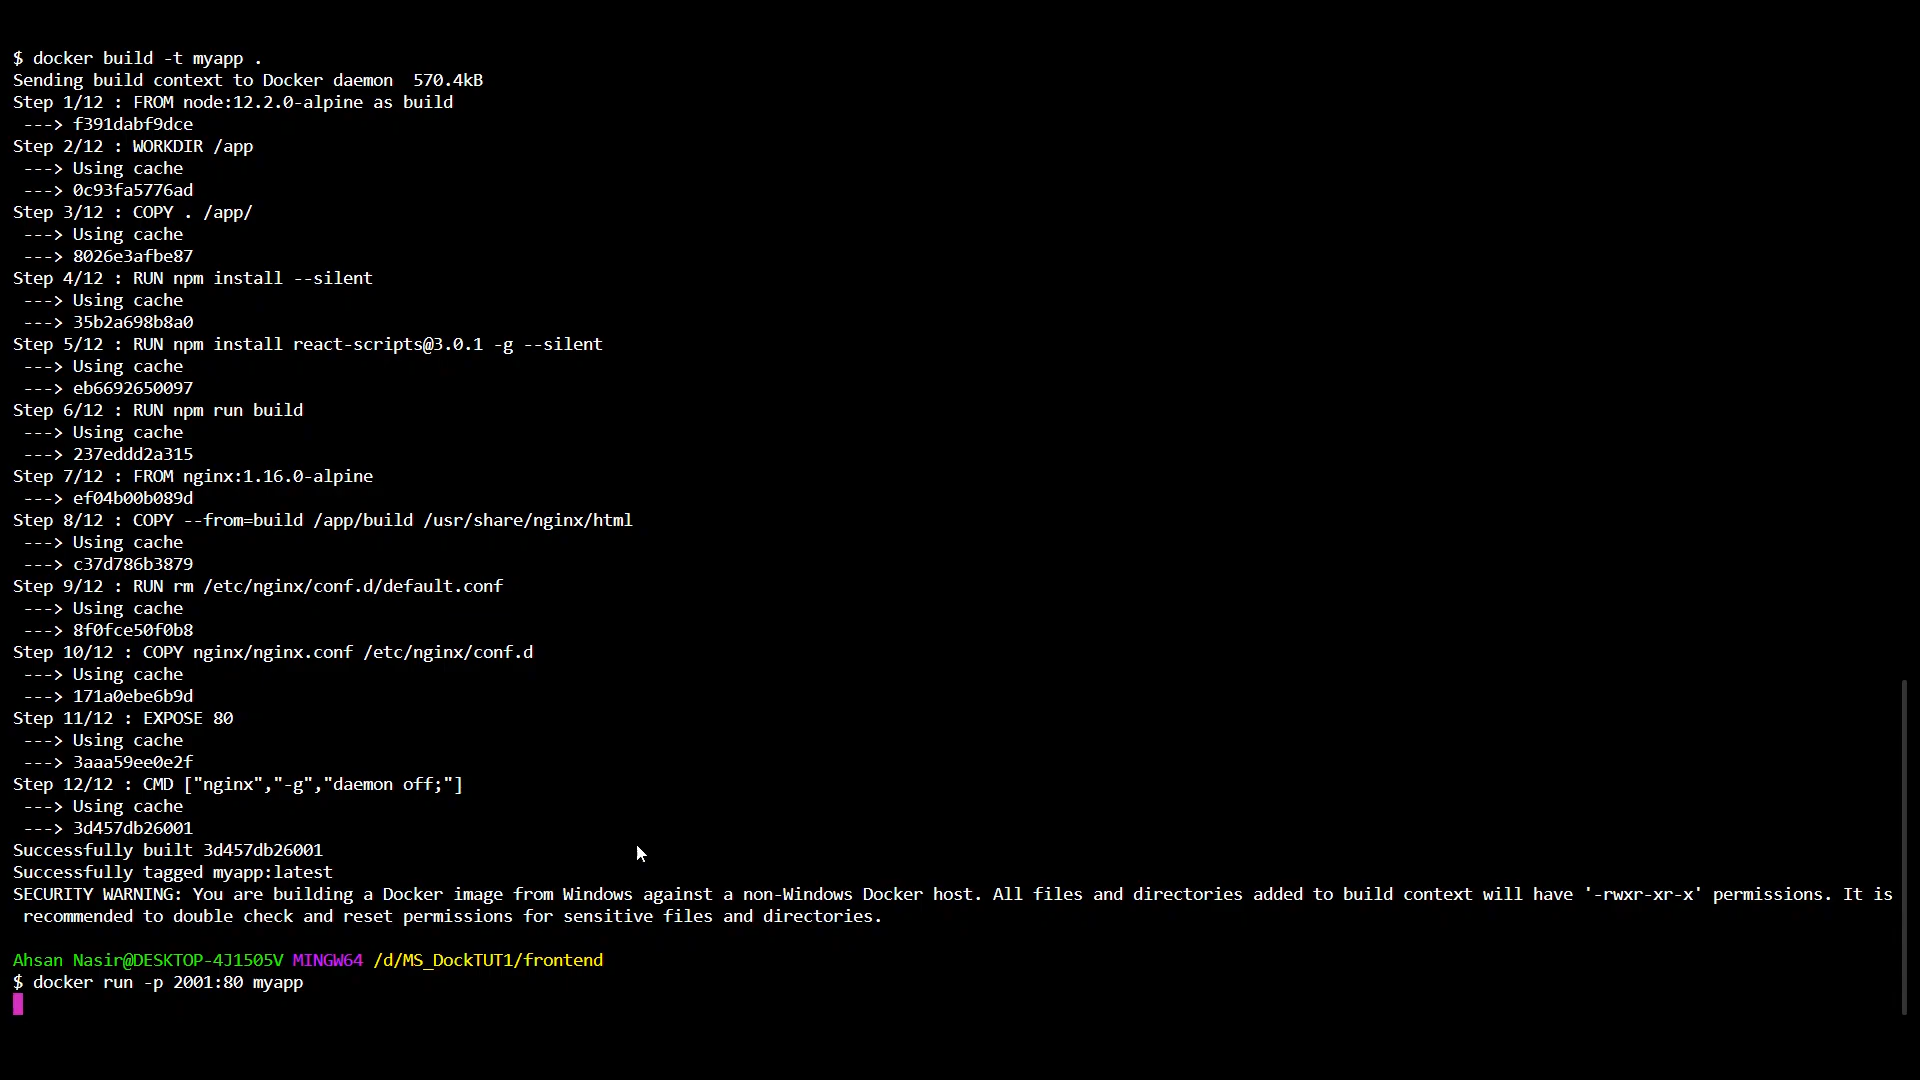 $ docker build -t myapp .
Sending build context to Docker daemon  570.4kB
Step 1/12 : FROM node:12.2.0-alpine as build
 ---> f391dabf9dce
Step 2/12 : WORKDIR /app
 ---> Using cache
 ---> 0c93fa5776ad
Step 3/12 : COPY . /app/
 ---> Using cache
 ---> 8026e3afbe87
Step 4/12 : RUN npm install --silent
 ---> Using cache
 ---> 35b2a698b8a0
Step 5/12 : RUN npm install react-scripts@3.0.1 -g --silent
 ---> Using cache
 ---> eb6692650097
Step 6/12 : RUN npm run build
 ---> Using cache
 ---> 237eddd2a315
Step 7/12 : FROM nginx:1.16.0-alpine
 ---> ef04b00b089d
Step 8/12 : COPY --from=build /app/build /usr/share/nginx/html
 ---> Using cache
 ---> c37d786b3879
Step 9/12 : RUN rm /etc/nginx/conf.d/default.conf
 ---> Using cache
 ---> 8f0fce50f0b8
Step 10/12 : COPY nginx/nginx.conf /etc/nginx/conf.d
 ---> Using cache
 ---> 171a0ebe6b9d
Step 11/12 : EXPOSE 80
 ---> Using cache
 ---> 3aaa59ee0e2f
Step 12/12 : CMD ["nginx","-g","daemon off;"]
 ---> Using cache
 ---> 3d457db26001
Successfully built 3d457db26001
Successfully tagged myapp:latest
SECURITY WARNING: You are building a Docker image from Windows against a non-Windows Docker host. All files and directories added to build context will have '-rwxr-xr-x' permissions. It is
 recommended to double check and reset permissions for sensitive files and directories.

Ahsan Nasir@DESKTOP-4J1505V MINGW64 /d/MS_DockTUT1/frontend
$ docker run -p 2001:80 myapp